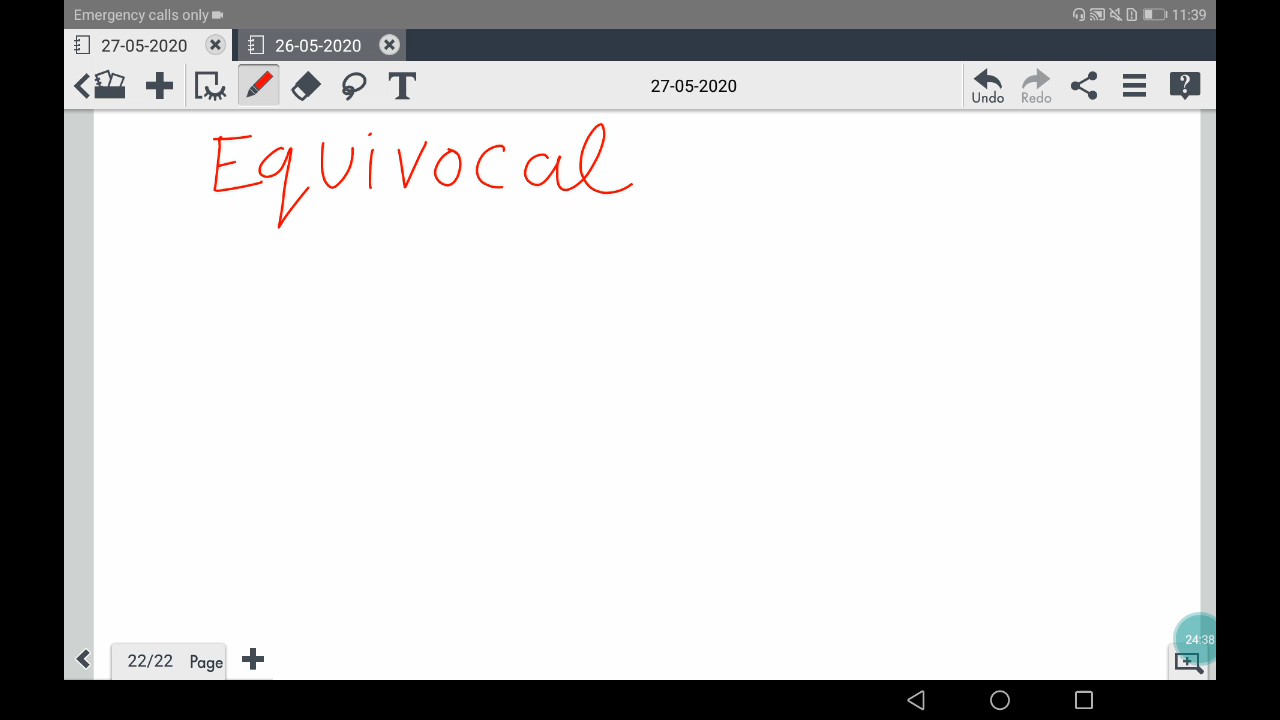 Emergency calls only 11:39
27-05-2020 26-05-2020
T 27-05-2020 Undo Redo ?
Equivocal
22/22 Page
24:38